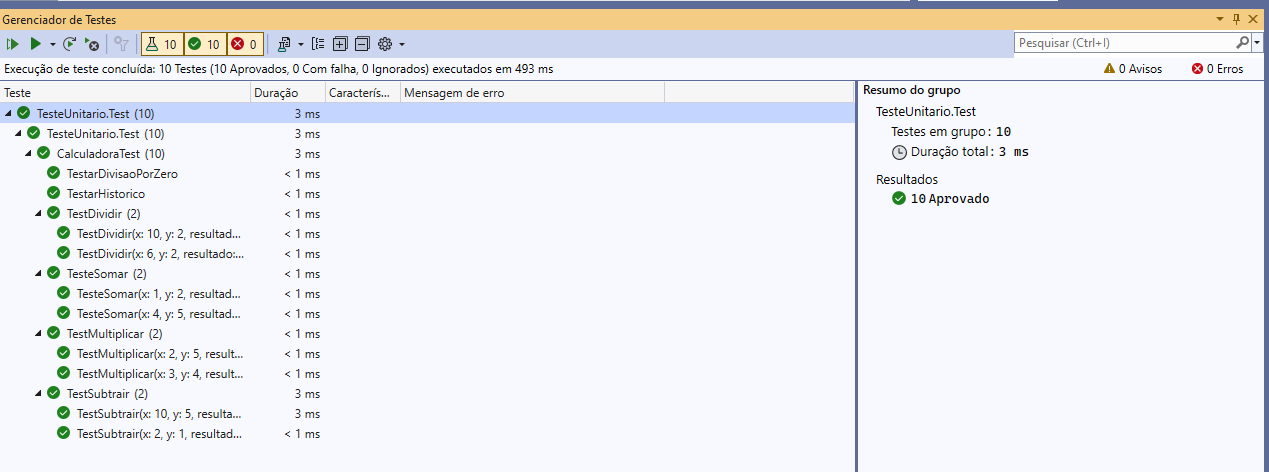 Gerenciador de Testes
10 10 0
Pesquisar (Ctrl+I)
Execução de teste concluída: 10 Testes (10 Aprovados, 0 Com falha, 0 Ignorados) executados em 493 ms
0 Avisos 0 Erros
Teste Duração Caracterís... Mensagem de erro
TesteUnitario.Test (10) 3 ms
TesteUnitario.Test (10) 3 ms
CalculadoraTest (10) 3 ms
TestarDivisaoPorZero < 1 ms
TestarHistorico < 1 ms
TestDividir (2) < 1 ms
TestDividir(x: 10, y: 2, resultad... < 1 ms
TestDividir(x: 6, y: 2, resultado:... < 1 ms
TesteSomar (2) < 1 ms
TesteSomar(x: 1, y: 2, resultad... < 1 ms
TesteSomar(x: 4, y: 5, resultad... < 1 ms
TestMultiplicar (2) < 1 ms
TestMultiplicar(x: 2, y: 5, result... < 1 ms
TestMultiplicar(x: 3, y: 4, result... < 1 ms
TestSubtrair (2) 3 ms
TestSubtrair(x: 10, y: 5, resulta... 3 ms
TestSubtrair(x: 2, y: 1, resultad... < 1 ms
Resumo do grupo
TesteUnitario.Test
Testes em grupo: 10
Duração total: 3 ms
Resultados
10 Aprovado